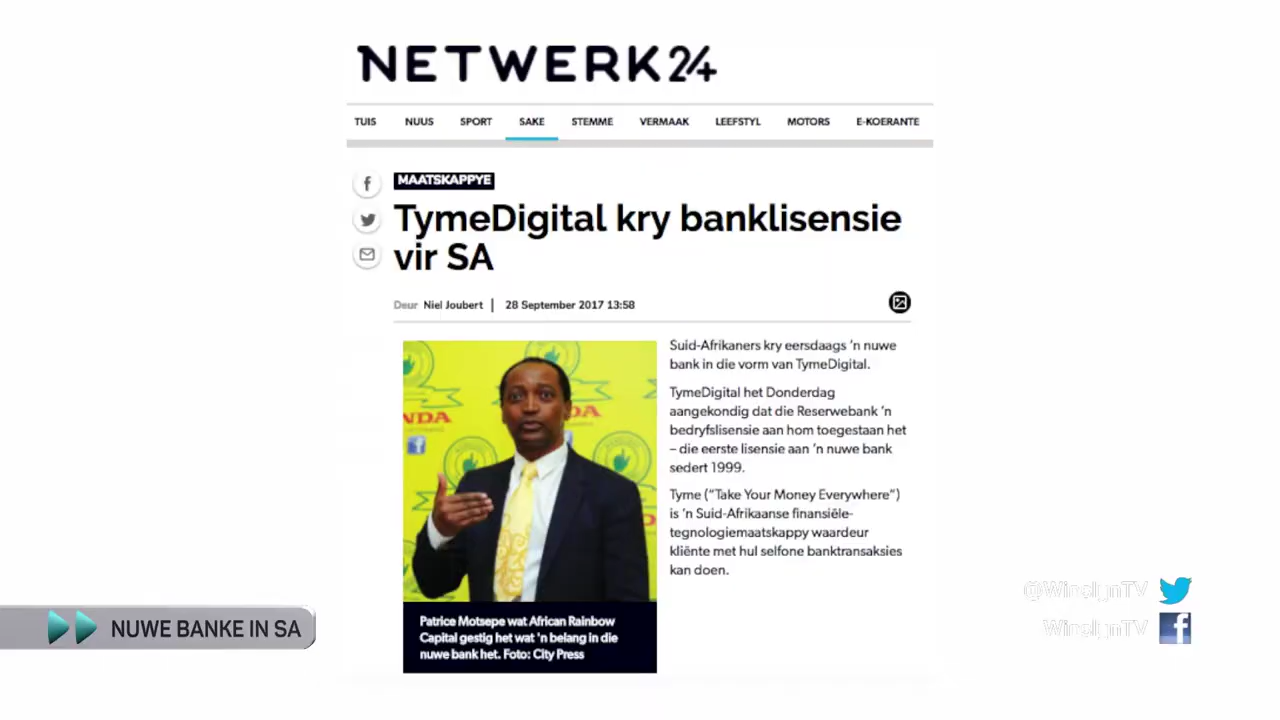 NETWERK24
TUIS NUUS SPORT SAKE STEMME VERMAAK LEEFSTYL MOTORS E-KOERANTE
MAATSKAPPYE
TymeDigital kry banklisensie
vir SA
Deur Niel Joubert | 28 September 2017 13:58
Suid-Afrikaners kry eersdaags 'n nuwe
bank in die vorm van TymeDigital.
TymeDigital het Donderdag
aangekondig dat die Reserwebank 'n
bedryfslisensie aan hom toegestaan het
– die eerste lisensie aan 'n nuwe bank
sedert 1999.
Tyme ("Take Your Money Everywhere")
is 'n Suid-Afrikaanse finansiële-
tegnologiemaatskappy waardeur
kliënte met hul selfone banktransaksies
kan doen.
Patrice Motsepe wat African Rainbow
Capital gestig het wat 'n belang in die
nuwe bank het. Foto: City Press
@WinslynTV
WinslynTV
NUWE BANKE IN SA